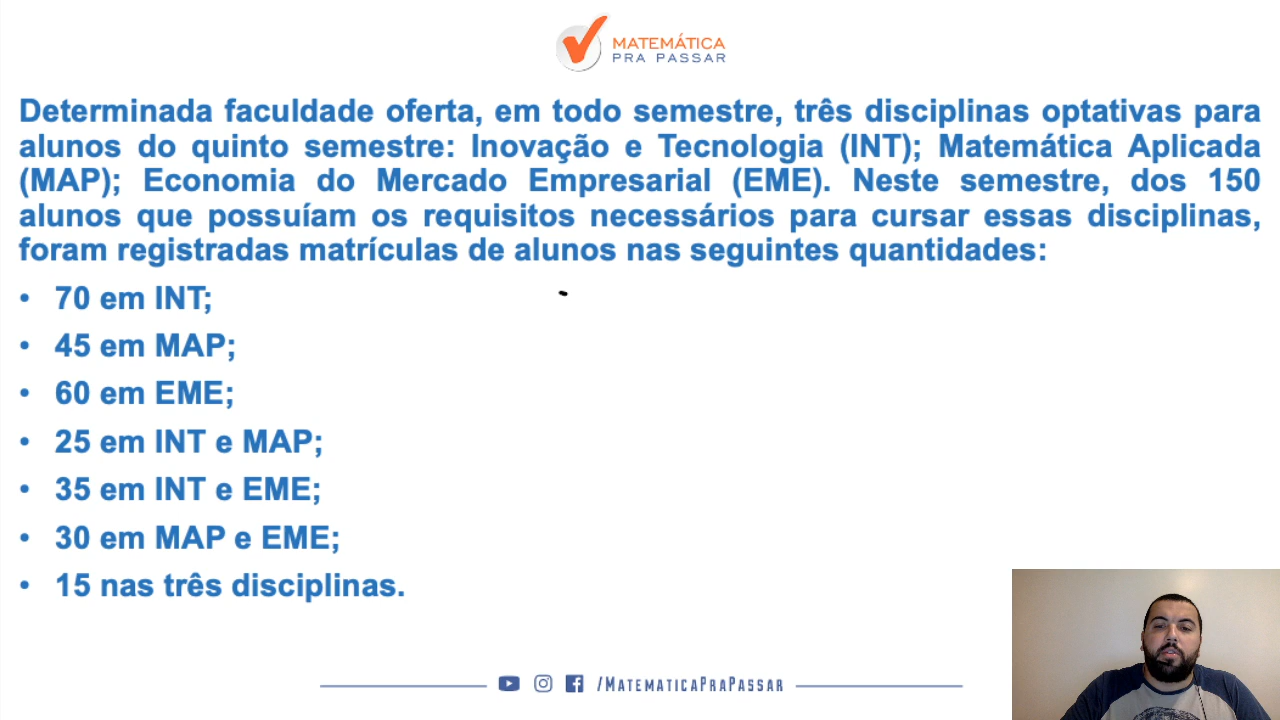 MATEMÁTICA
PRA PASSAR
Determinada faculdade oferta, em todo semestre, três disciplinas optativas para
alunos do quinto semestre: Inovação e Tecnologia (INT); Matemática Aplicada
(MAP); Economia do Mercado Empresarial (EME). Neste semestre, dos 150
alunos que possuíam os requisitos necessários para cursar essas disciplinas,
foram registradas matrículas de alunos nas seguintes quantidades:
• 70 em INT;
• 45 em MAP;
• 60 em EME;
• 25 em INT e MAP;
• 35 em INT e EME;
• 30 em MAP e EME;
• 15 nas três disciplinas.
/MATEMATICAPRAPASSAR